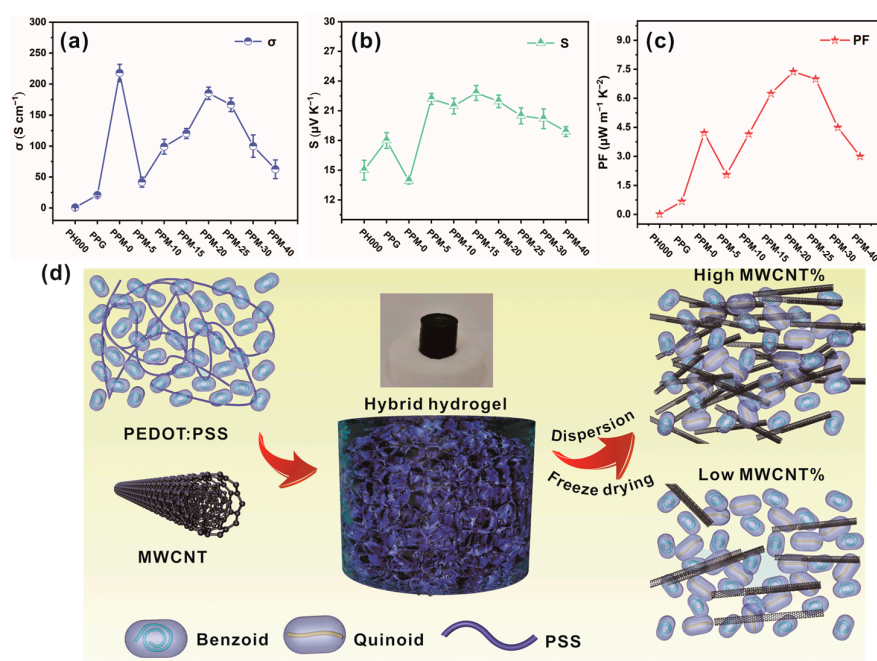 (a)
σ
σ (S cm⁻¹)
300
250
200
150
100
50
0
PH000
PPG
PPM-0
PPM-5
PPM-10
PPM-15
PPM-20
PPM-25
PPM-30
PPM-40
(b)
S
S (μV K⁻¹)
30
27
24
21
18
15
12
PH000
PPG
PPM-0
PPM-5
PPM-10
PPM-15
PPM-20
PPM-25
PPM-30
PPM-40
(c)
PF
PF (μW m⁻¹ K⁻²)
9.0
7.5
6.0
4.5
3.0
1.5
0.0
PH000
PPG
PPM-0
PPM-5
PPM-10
PPM-15
PPM-20
PPM-25
PPM-30
PPM-40
(d)
PEDOT:PSS
MWCNT
Hybrid hydrogel
Dispersion
Freeze drying
High MWCNT%
Low MWCNT%
Benzoid
Quinoid
PSS